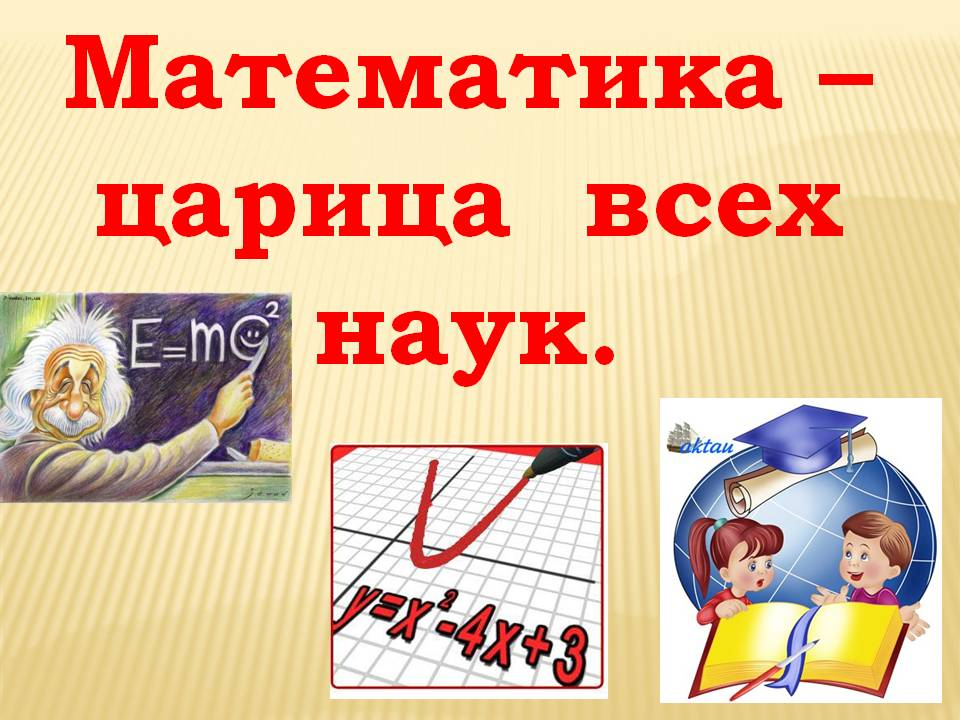 Математика –
царица всех
наук.
E=mc²
y=x²-4x+3
aktau